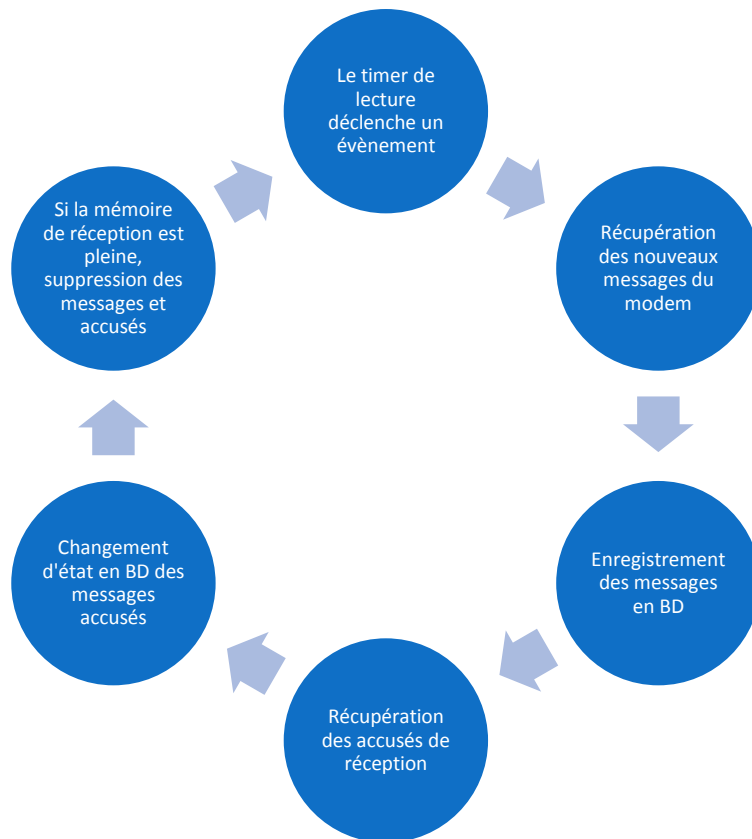 Le timer de
lecture
déclenche un
évènement
Récupération
des nouveaux
messages du
modem
Enregistrement
des messages
en BD
Récupération
des accusés de
réception
Changement
d'état en BD des
messages
accusés
Si la mémoire
de réception est
pleine,
suppression des
messages et
accusés